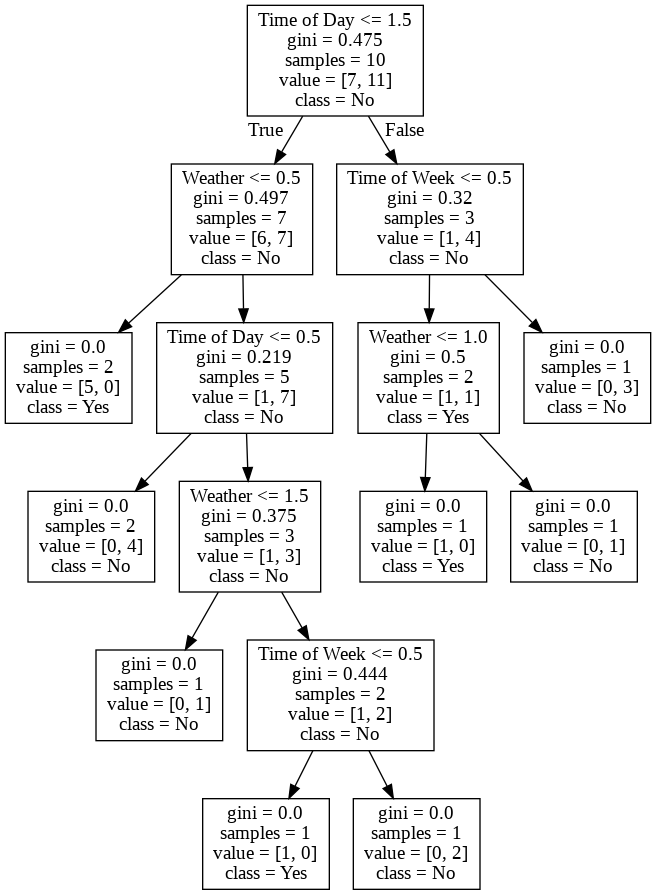 Time of Day <= 1.5
gini = 0.475
samples = 10
value = [7, 11]
class = No
True
False
Weather <= 0.5
gini = 0.497
samples = 7
value = [6, 7]
class = No
Time of Week <= 0.5
gini = 0.32
samples = 3
value = [1, 4]
class = No
gini = 0.0
samples = 2
value = [5, 0]
class = Yes
Time of Day <= 0.5
gini = 0.219
samples = 5
value = [1, 7]
class = No
Weather <= 1.0
gini = 0.5
samples = 2
value = [1, 1]
class = Yes
gini = 0.0
samples = 1
value = [0, 3]
class = No
gini = 0.0
samples = 2
value = [0, 4]
class = No
Weather <= 1.5
gini = 0.375
samples = 3
value = [1, 3]
class = No
gini = 0.0
samples = 1
value = [1, 0]
class = Yes
gini = 0.0
samples = 1
value = [0, 1]
class = No
gini = 0.0
samples = 1
value = [0, 1]
class = No
Time of Week <= 0.5
gini = 0.444
samples = 2
value = [1, 2]
class = No
gini = 0.0
samples = 1
value = [1, 0]
class = Yes
gini = 0.0
samples = 1
value = [0, 2]
class = No